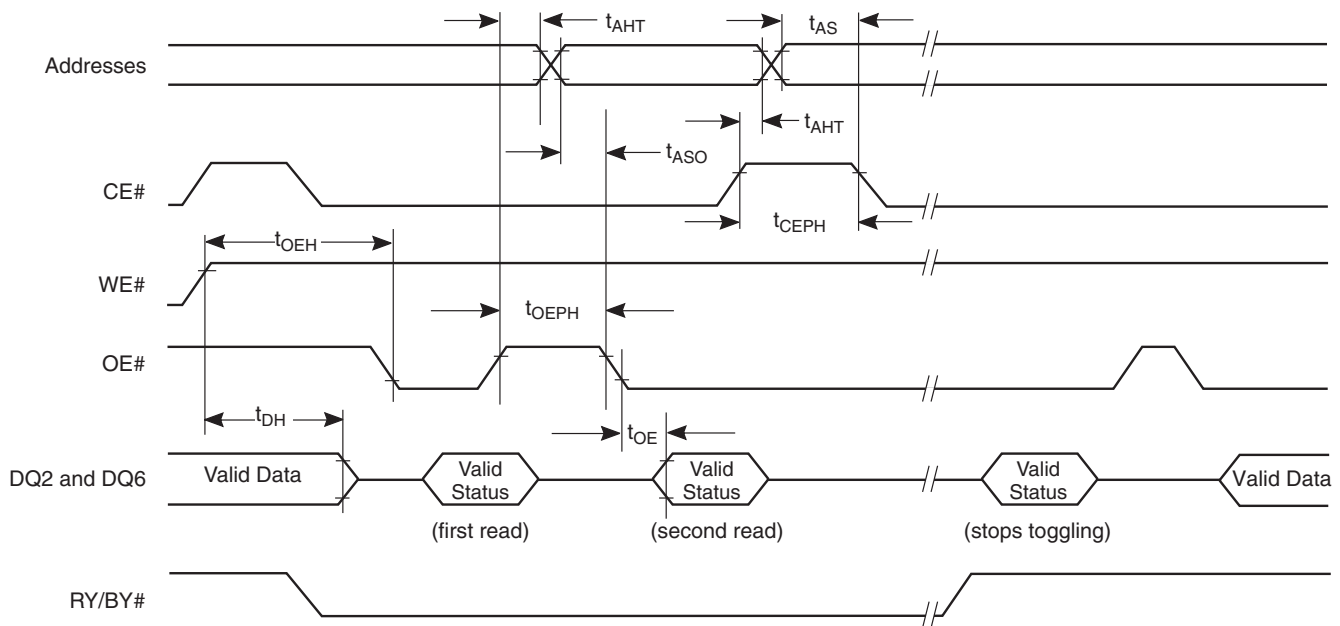 tAHT
tAS
Addresses
tAHT
tASO
CE#
tCEPH
tOEH
WE#
tOEPH
OE#
tDH
tOE
DQ2 and DQ6
Valid Data
Valid
Status
Valid
Status
Valid
Status
Valid Data
(first read)
(second read)
(stops toggling)
RY/BY#